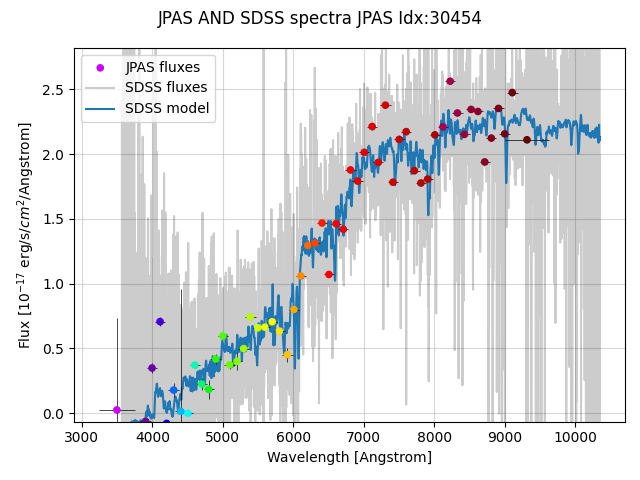 JPAS AND SDSS spectra JPAS Idx:30454
JPAS fluxes
SDSS fluxes
SDSS model
Flux [10⁻¹⁷ erg/s/cm²/Angstrom]
2.5
2.0
1.5
1.0
0.5
0.0
3000 4000 5000 6000 7000 8000 9000 10000
Wavelength [Angstrom]